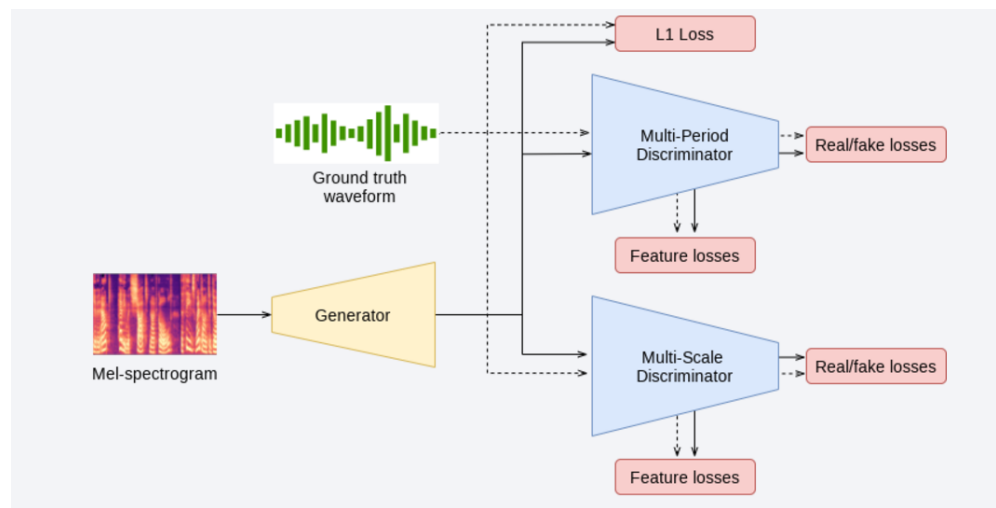 L1 Loss
Multi-Period
Discriminator
Real/fake losses
Ground truth
waveform
Feature losses
Generator
Mel-spectrogram
Multi-Scale
Discriminator
Real/fake losses
Feature losses